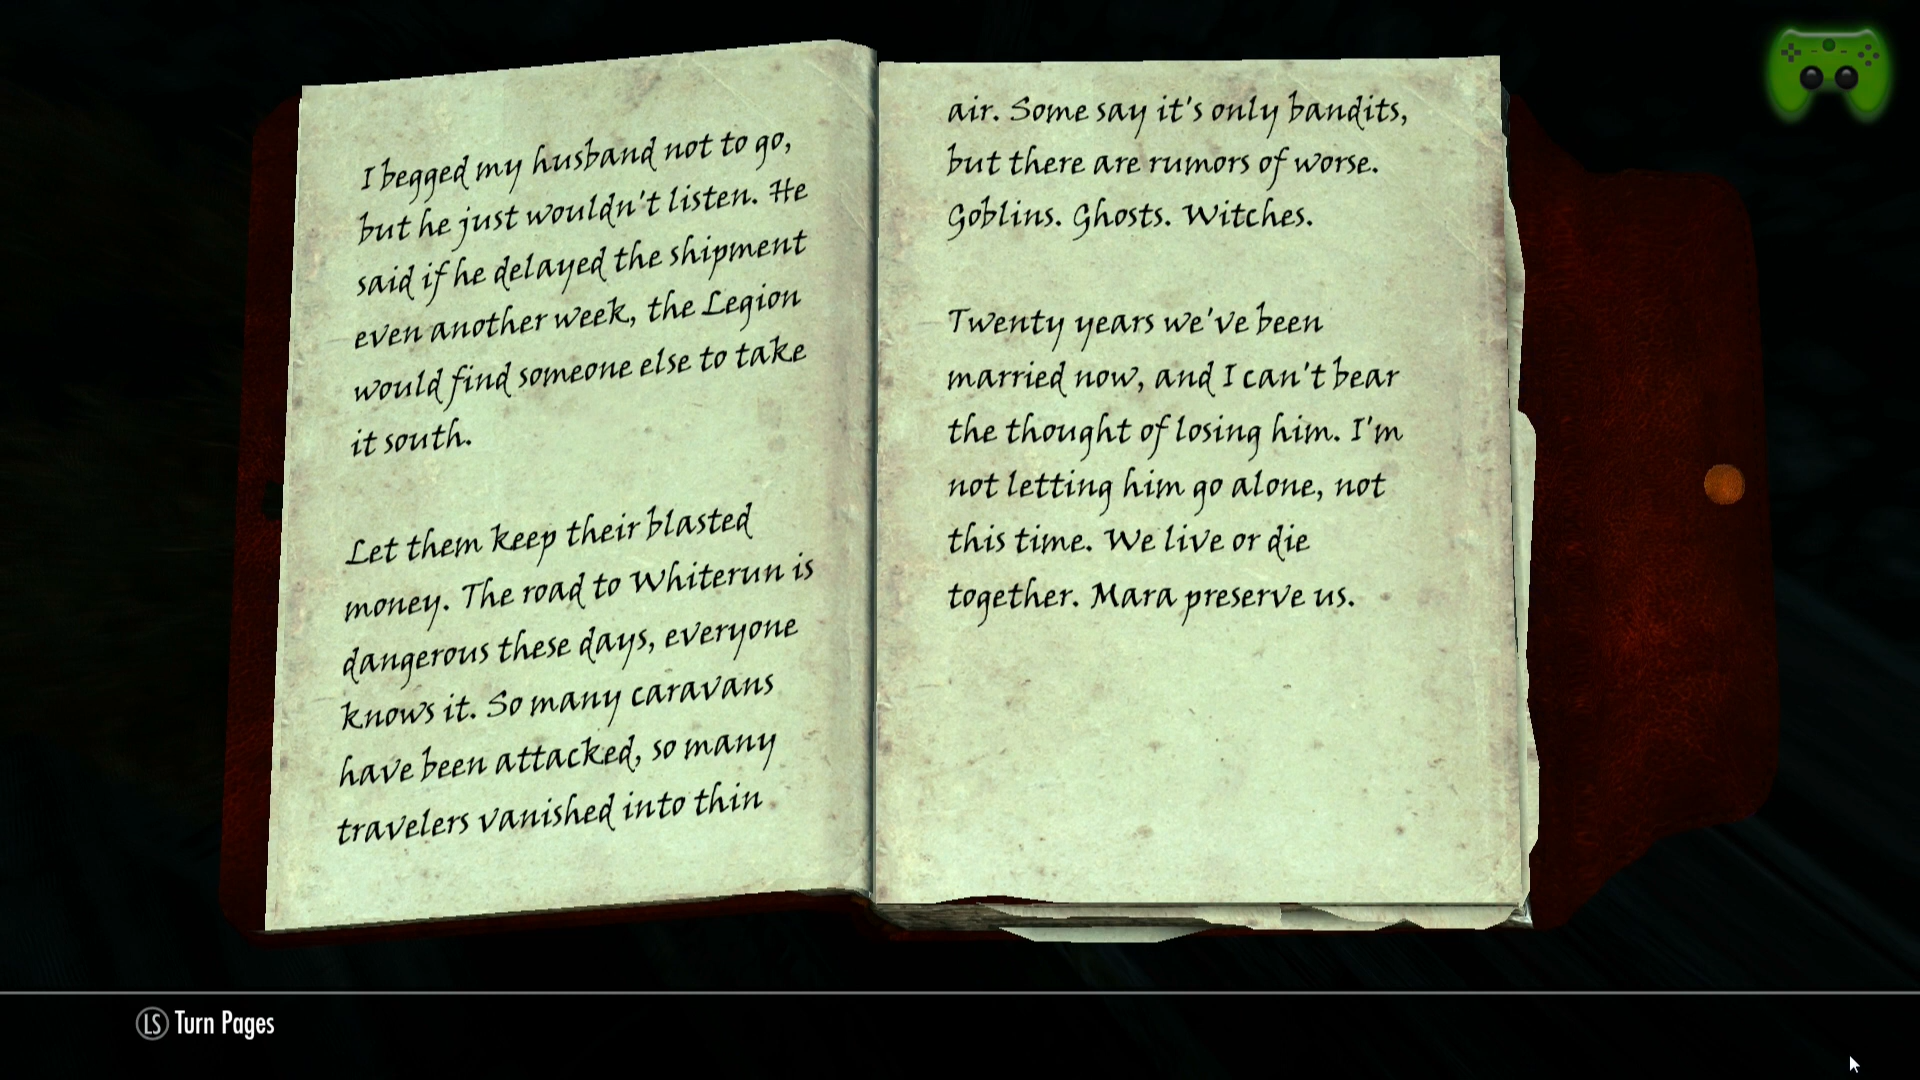 I begged my husband not to go,
but he just wouldn't listen. He
said if he delayed the shipment
even another week, the Legion
would find someone else to take
it south.
Let them keep their blasted
money. The road to Whiterun is
dangerous these days, everyone
knows it. So many caravans
have been attacked, so many
travelers vanished into thin
air. Some say it's only bandits,
but there are rumors of worse.
Goblins. Ghosts. Witches.
Twenty years we've been
married now, and I can't bear
the thought of losing him. I'm
not letting him go alone, not
this time. We live or die
together. Mara preserve us.
LS Turn Pages